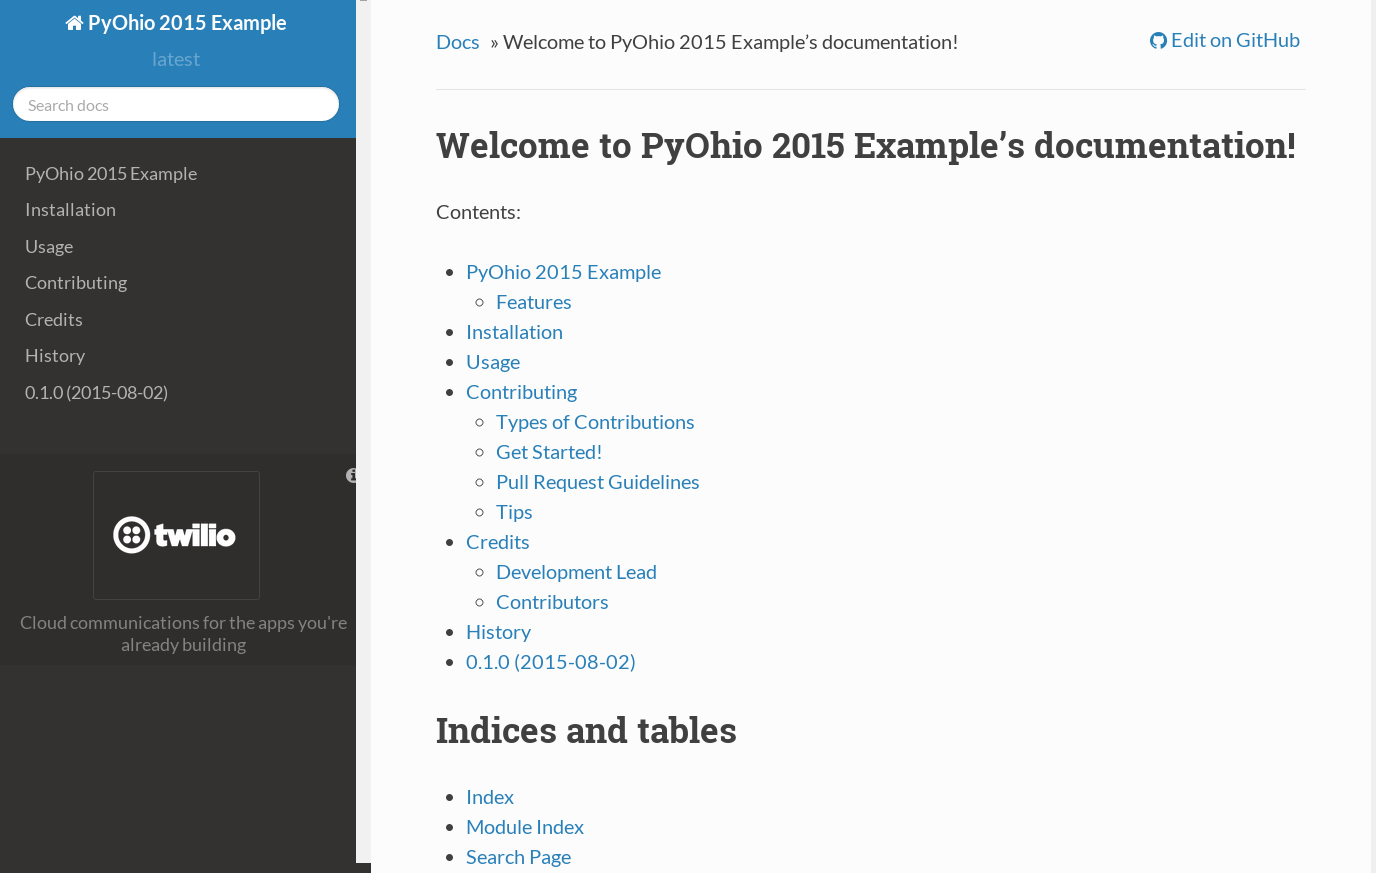 PyOhio 2015 Example
latest
Search docs
PyOhio 2015 Example
Installation
Usage
Contributing
Credits
History
0.1.0 (2015-08-02)
twilio
Cloud communications for the apps you're
already building
Docs » Welcome to PyOhio 2015 Example’s documentation!
Edit on GitHub
Welcome to PyOhio 2015 Example’s documentation!
Contents:
PyOhio 2015 Example
Features
Installation
Usage
Contributing
Types of Contributions
Get Started!
Pull Request Guidelines
Tips
Credits
Development Lead
Contributors
History
0.1.0 (2015-08-02)
Indices and tables
Index
Module Index
Search Page